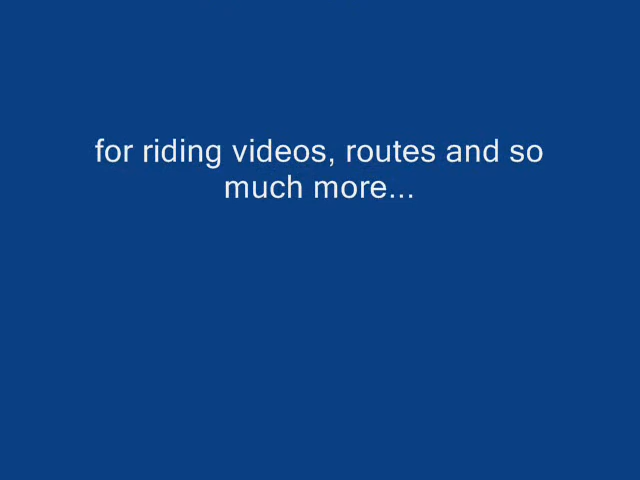 for riding videos, routes and so
much more...